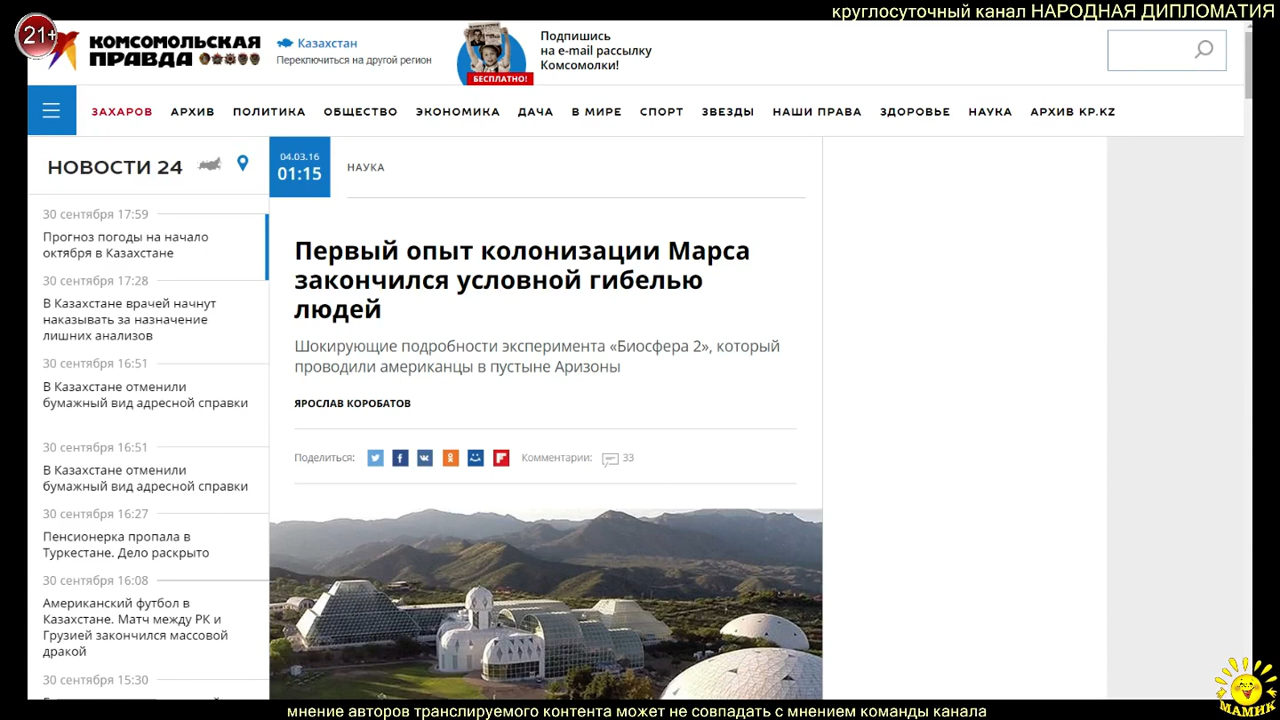 круглосуточный канал НАРОДНАЯ ДИПЛОМАТИЯ
21+
КОМСОМОЛЬСКАЯ
ПРАВДА
Казахстан
Переключиться на другой регион
БЕСПЛАТНО!
Подпишись
на e-mail рассылку
Комсомолки!
ЗАХАРОВ АРХИВ ПОЛИТИКА ОБЩЕСТВО ЭКОНОМИКА ДАЧА В МИРЕ СПОРТ ЗВЕЗДЫ НАШИ ПРАВА ЗДОРОВЬЕ НАУКА АРХИВ KP.KZ
НОВОСТИ 24
30 сентября 17:59
Прогноз погоды на начало
октября в Казахстане
30 сентября 17:28
В Казахстане врачей начнут
наказывать за назначение
лишних анализов
30 сентября 16:51
В Казахстане отменили
бумажный вид адресной справки
30 сентября 16:51
В Казахстане отменили
бумажный вид адресной справки
30 сентября 16:27
Пенсионерка пропала в
Туркестане. Дело раскрыто
30 сентября 16:08
Американский футбол в
Казахстане. Матч между РК и
Грузией закончился массовой
дракой
30 сентября 15:30
04.03.16
01:15
НАУКА
Первый опыт колонизации Марса
закончился условной гибелью
людей
Шокирующие подробности эксперимента «Биосфера 2», который
проводили американцы в пустыне Аризоны
ЯРОСЛАВ КОРОБАТОВ
Поделиться: Комментарии: 33
МАМИК
мнение авторов транслируемого контента может не совпадать с мнением команды канала